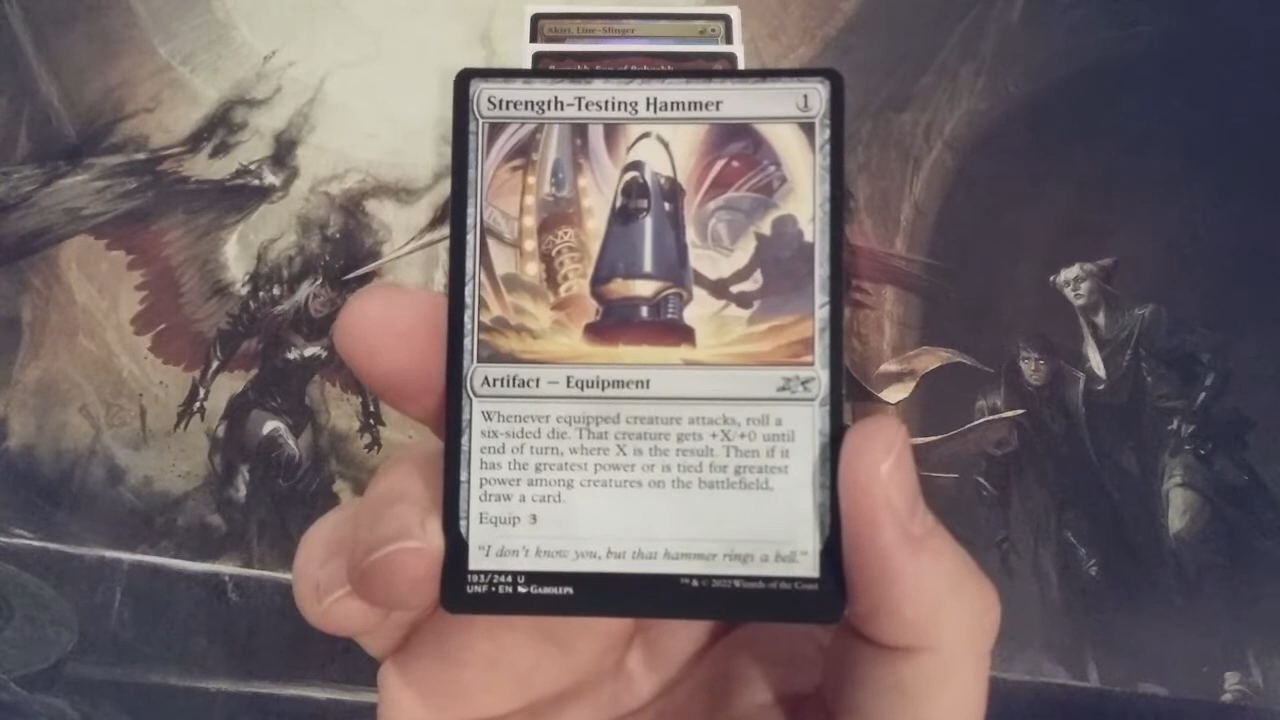 Akiri, Line-Slinger
Strength-Testing Hammer 1
Artifact — Equipment
Whenever equipped creature attacks, roll a
six-sided die. That creature gets +X/+0 until
end of turn, where X is the result. Then if it
has the greatest power or is tied for greatest
power among creatures on the battlefield,
draw a card.
Equip 3
"I don't know you, but that hammer rings a bell."
193/244 U
UNF • EN GABOLEPS
™ & © 2022 Wizards of the Coast